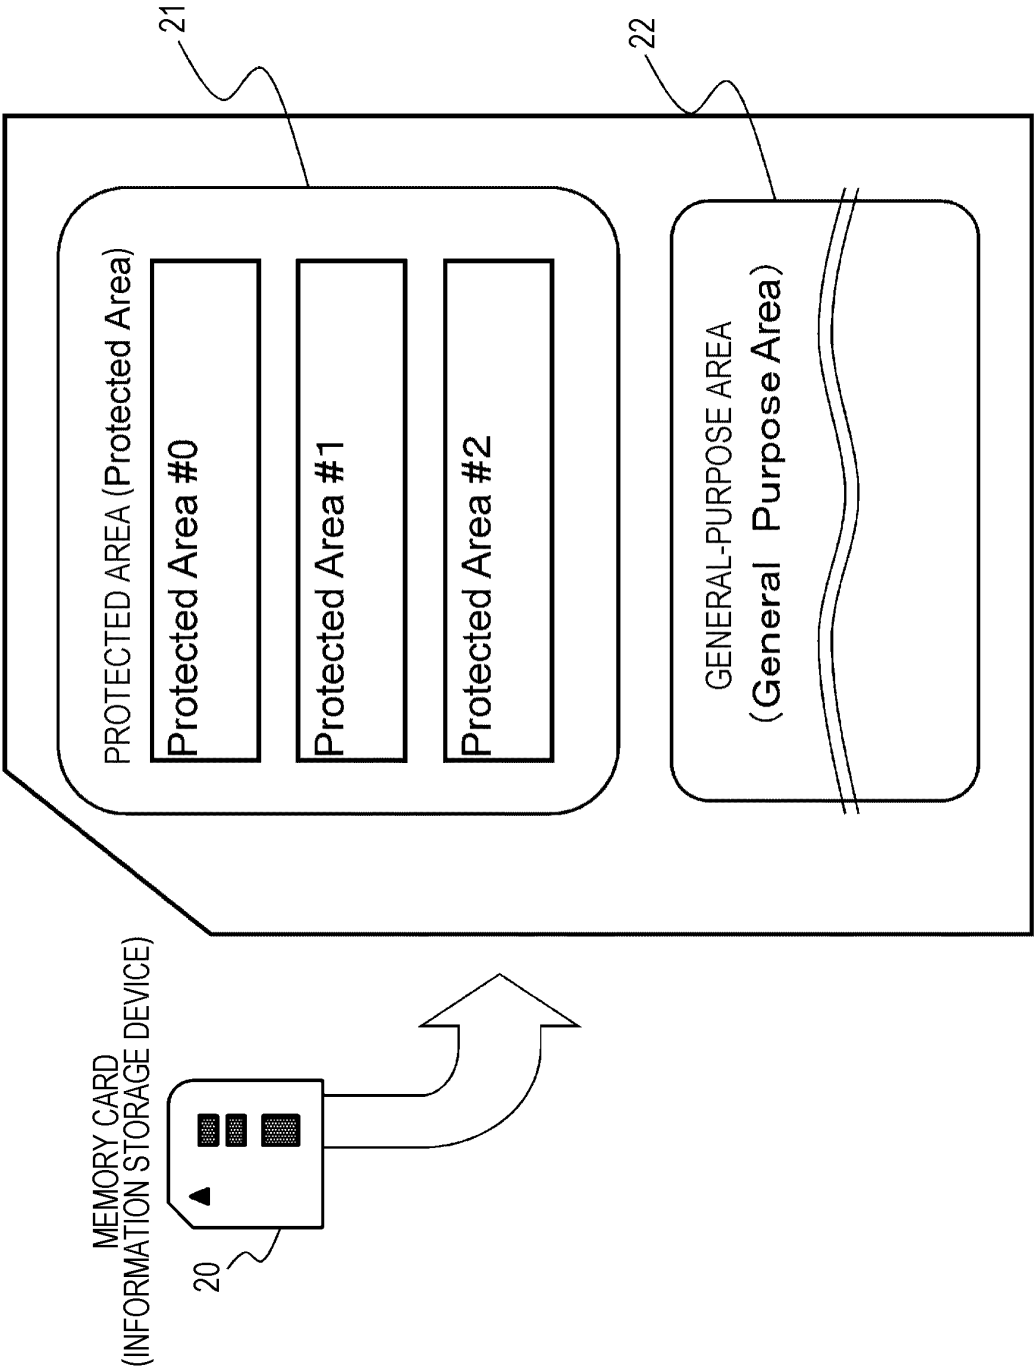 MEMORY CARD
(INFORMATION STORAGE DEVICE)
20
21
PROTECTED AREA (Protected Area)
Protected Area #0
Protected Area #1
Protected Area #2
22
GENERAL-PURPOSE AREA
(General Purpose Area)